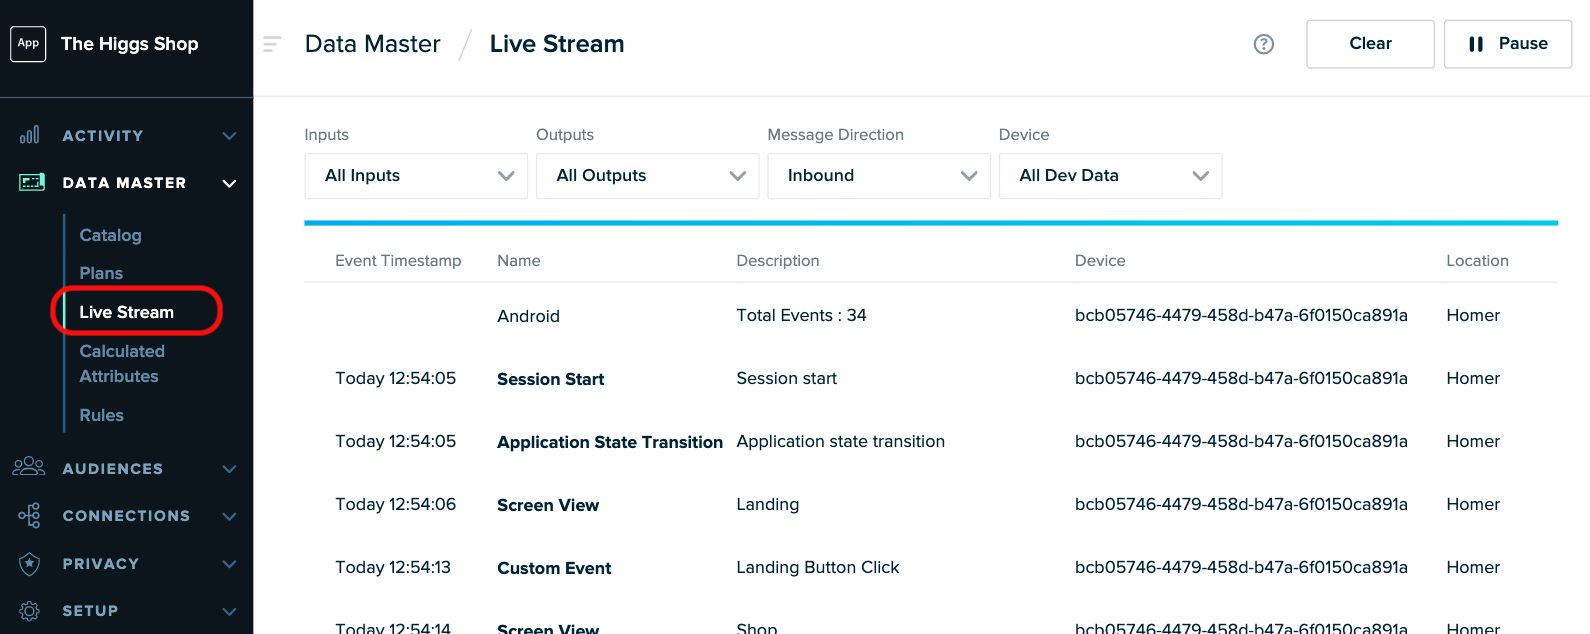 App The Higgs Shop
Data Master / Live Stream
? Clear Pause
ACTIVITY
DATA MASTER
Catalog
Plans
Live Stream
Calculated
Attributes
Rules
AUDIENCES
CONNECTIONS
PRIVACY
SETUP
Inputs Outputs Message Direction Device
All Inputs All Outputs Inbound All Dev Data
Event Timestamp Name Description Device Location
Android Total Events : 34 bcb05746-4479-458d-b47a-6f0150ca891a Homer
Today 12:54:05 Session Start Session start bcb05746-4479-458d-b47a-6f0150ca891a Homer
Today 12:54:05 Application State Transition Application state transition bcb05746-4479-458d-b47a-6f0150ca891a Homer
Today 12:54:06 Screen View Landing bcb05746-4479-458d-b47a-6f0150ca891a Homer
Today 12:54:13 Custom Event Landing Button Click bcb05746-4479-458d-b47a-6f0150ca891a Homer
Today 12:54:14 Screen View Shop bcb05746-4479-458d-b47a-6f0150ca891a Homer